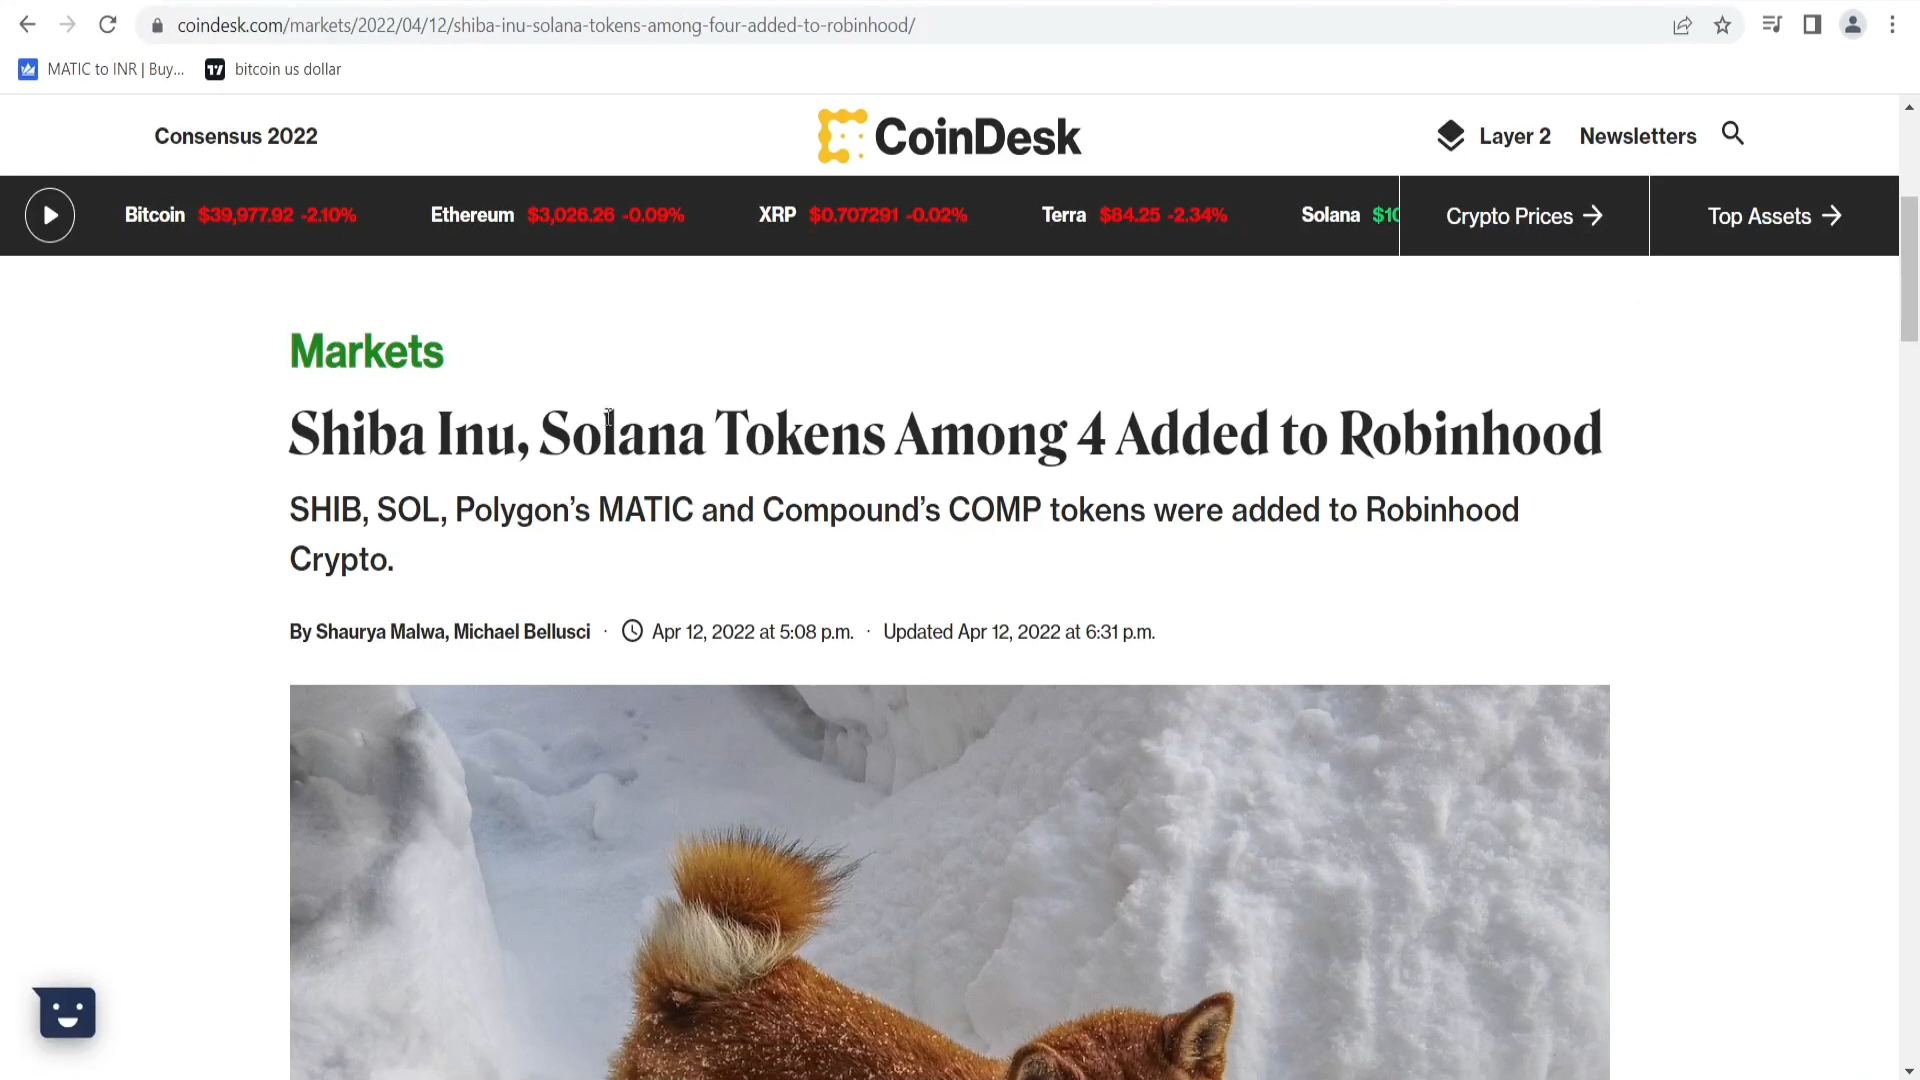 coindesk.com/markets/2022/04/12/shiba-inu-solana-tokens-among-four-added-to-robinhood/
MATIC to INR | Buy... bitcoin us dollar
Consensus 2022 CoinDesk Layer 2 Newsletters
Bitcoin $39,977.92 -2.10% Ethereum $3,026.26 -0.09% XRP $0.707291 -0.02% Terra $84.25 -2.34% Solana $10 Crypto Prices → Top Assets →
Markets
Shiba Inu, Solana Tokens Among 4 Added to Robinhood
SHIB, SOL, Polygon’s MATIC and Compound’s COMP tokens were added to Robinhood
Crypto.
By Shaurya Malwa, Michael Bellusci · Apr 12, 2022 at 5:08 p.m. · Updated Apr 12, 2022 at 6:31 p.m.